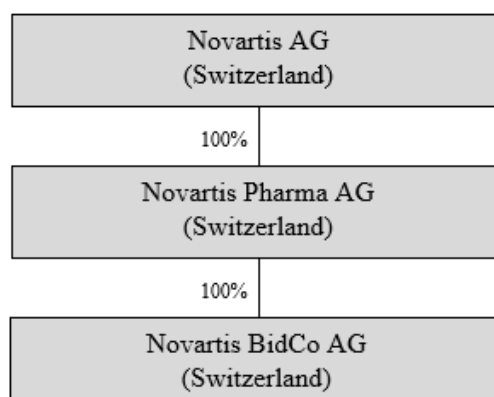 Novartis AG
(Switzerland)
100%
Novartis Pharma AG
(Switzerland)
100%
Novartis BidCo AG
(Switzerland)